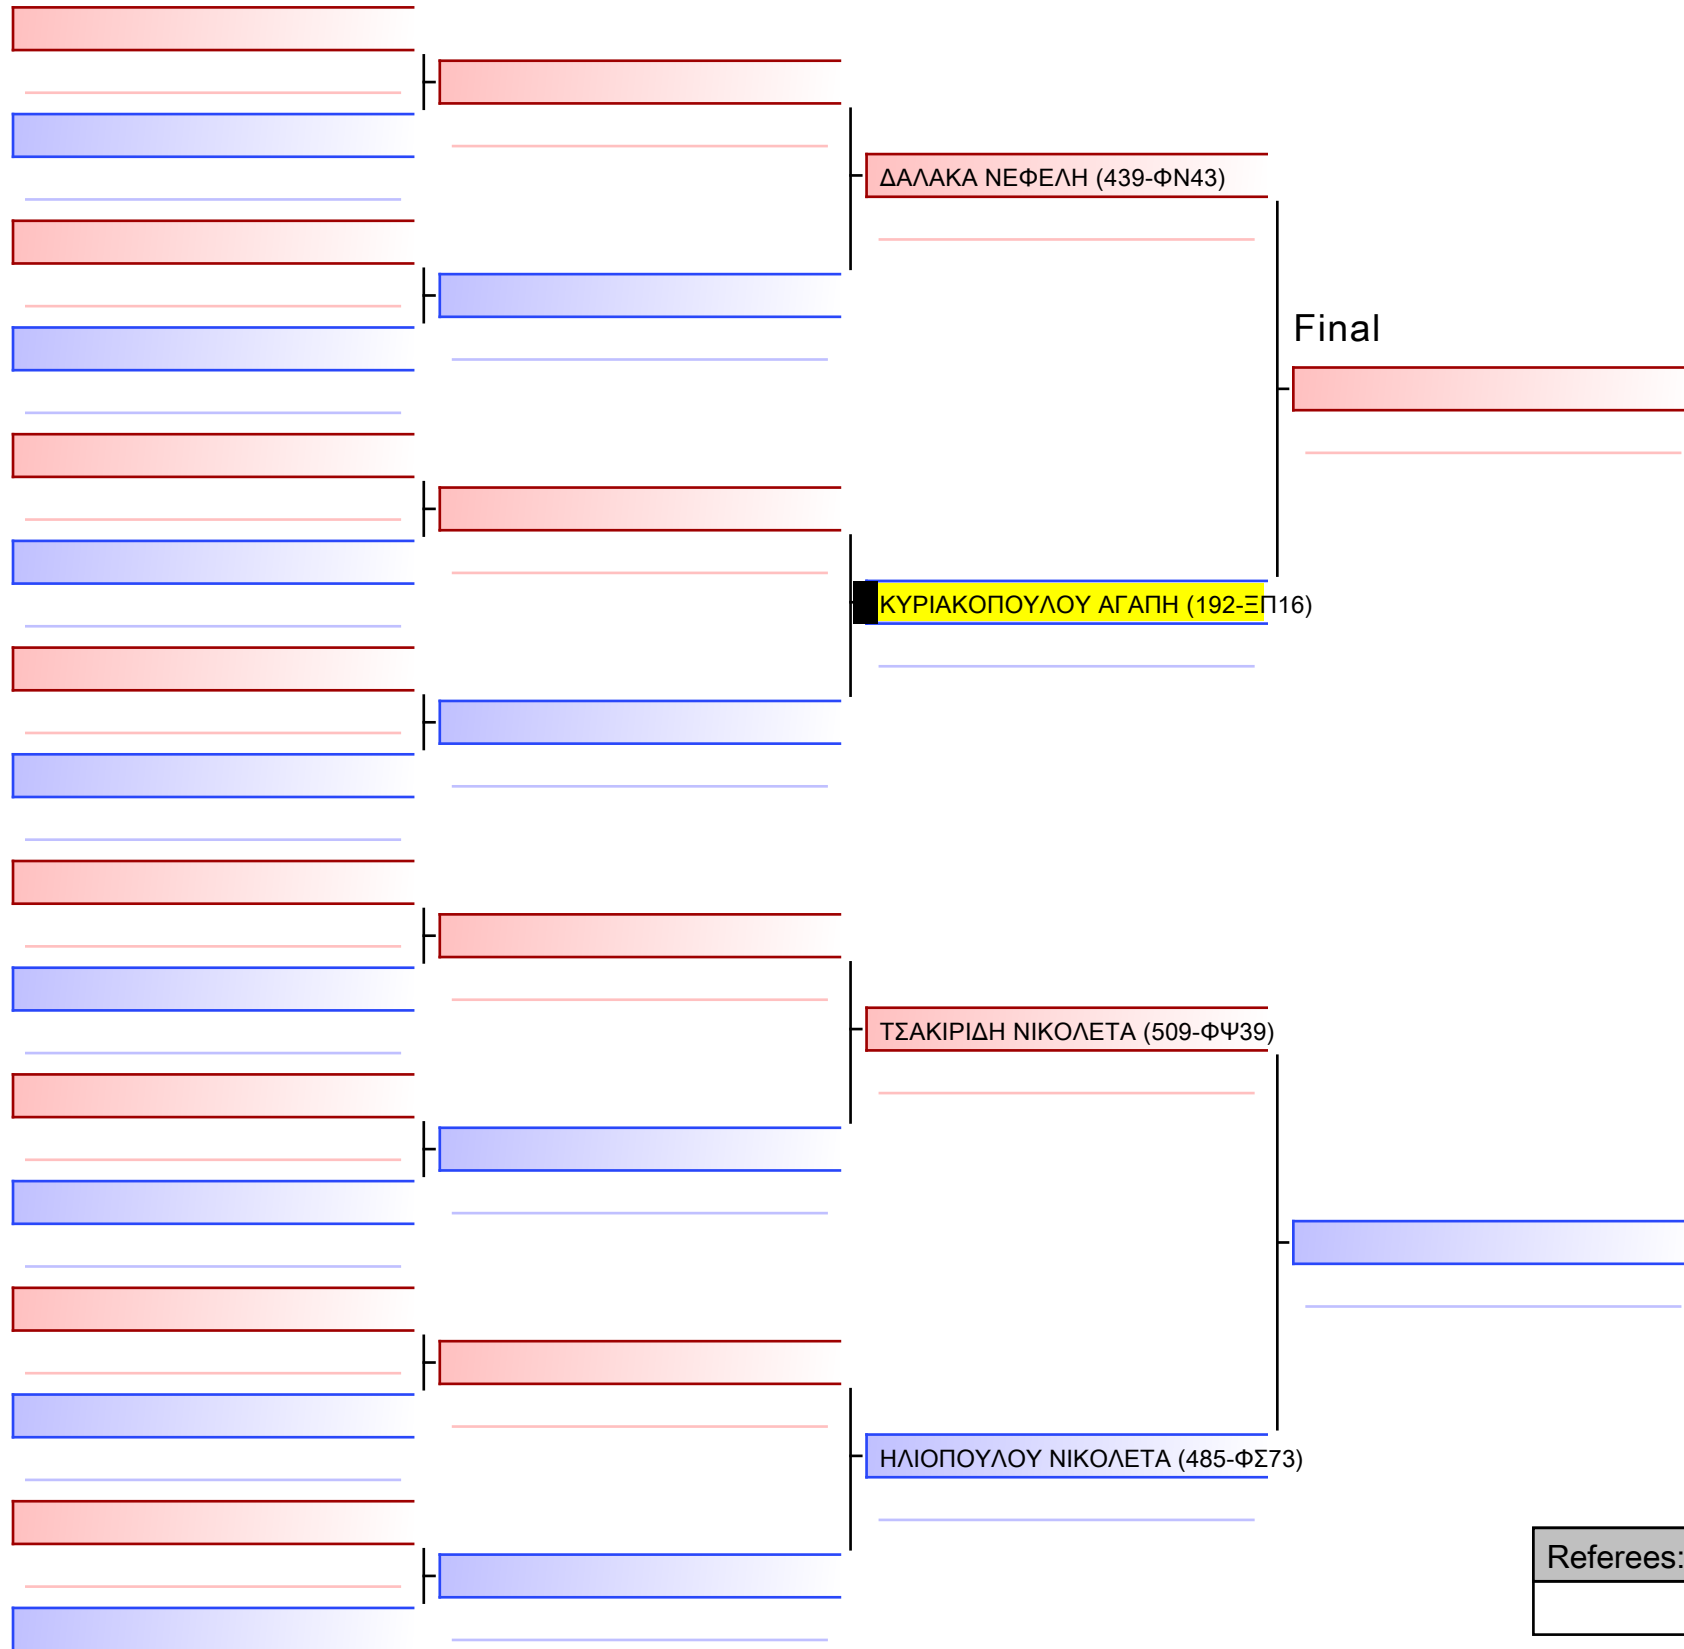 ΔΑΛΑΚΑ ΝΕΦΕΛΗ (439-ΦΝ43)
Final
ΚΥΡΙΑΚΟΠΟΥΛΟΥ ΑΓΑΠΗ (192-ΞΠ16)
ΤΣΑΚΙΡΙΔΗ ΝΙΚΟΛΕΤΑ (509-ΦΨ39)
ΗΛΙΟΠΟΥΛΟΥ ΝΙΚΟΛΕΤΑ (485-ΦΣ73)
Referees: